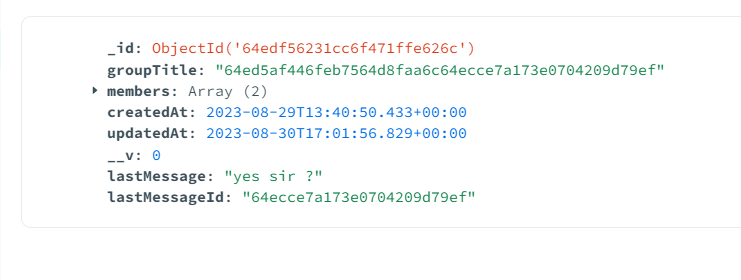 _id: ObjectId('64edf56231cc6f471ffe626c')
groupTitle: "64ed5af446feb7564d8faa6c64ecce7a173e0704209d79ef"
members: Array (2)
createdAt: 2023-08-29T13:40:50.433+00:00
updatedAt: 2023-08-30T17:01:56.829+00:00
__v: 0
lastMessage: "yes sir ?"
lastMessageId: "64ecce7a173e0704209d79ef"